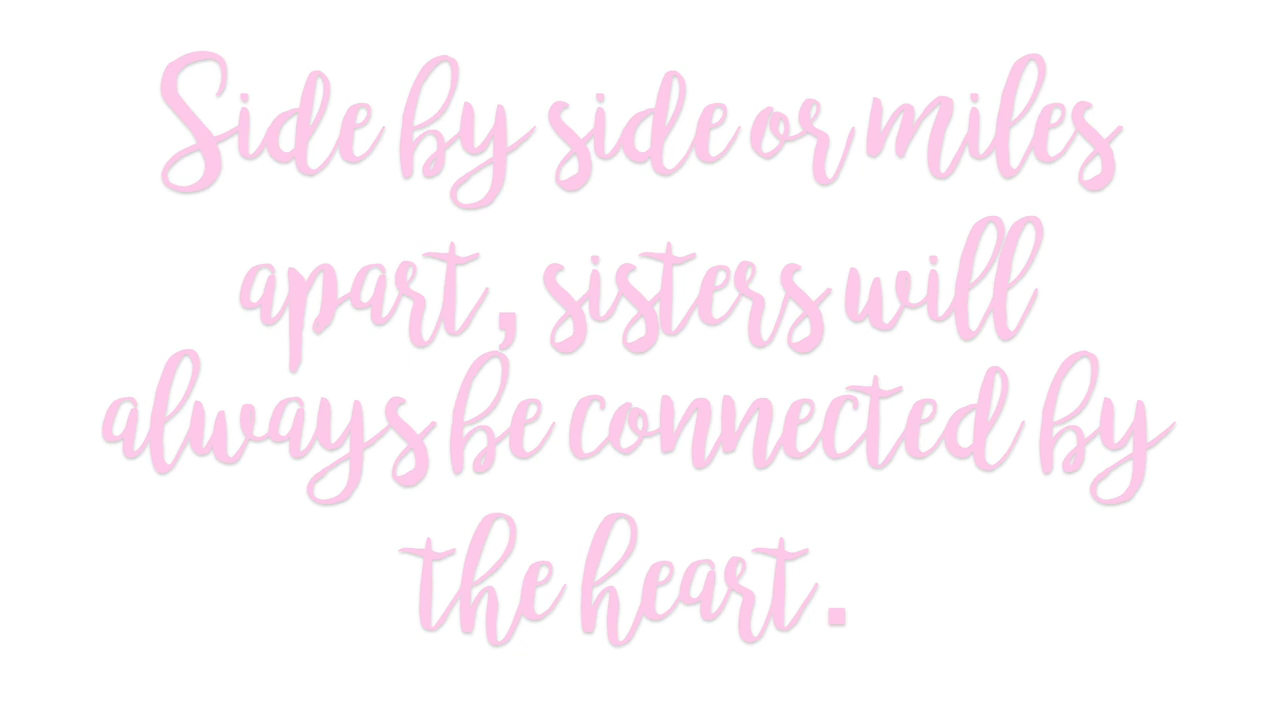 Side by side or miles
apart, sisters will
always be connected by
the heart.